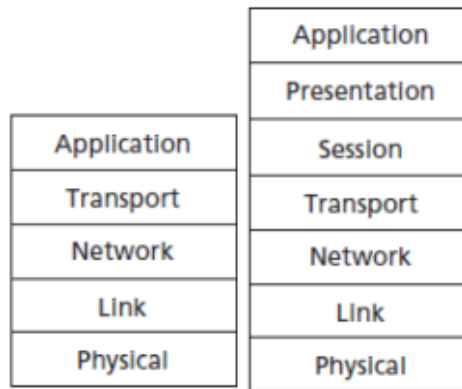 Application
Transport
Network
Link
Physical
Application
Presentation
Session
Transport
Network
Link
Physical